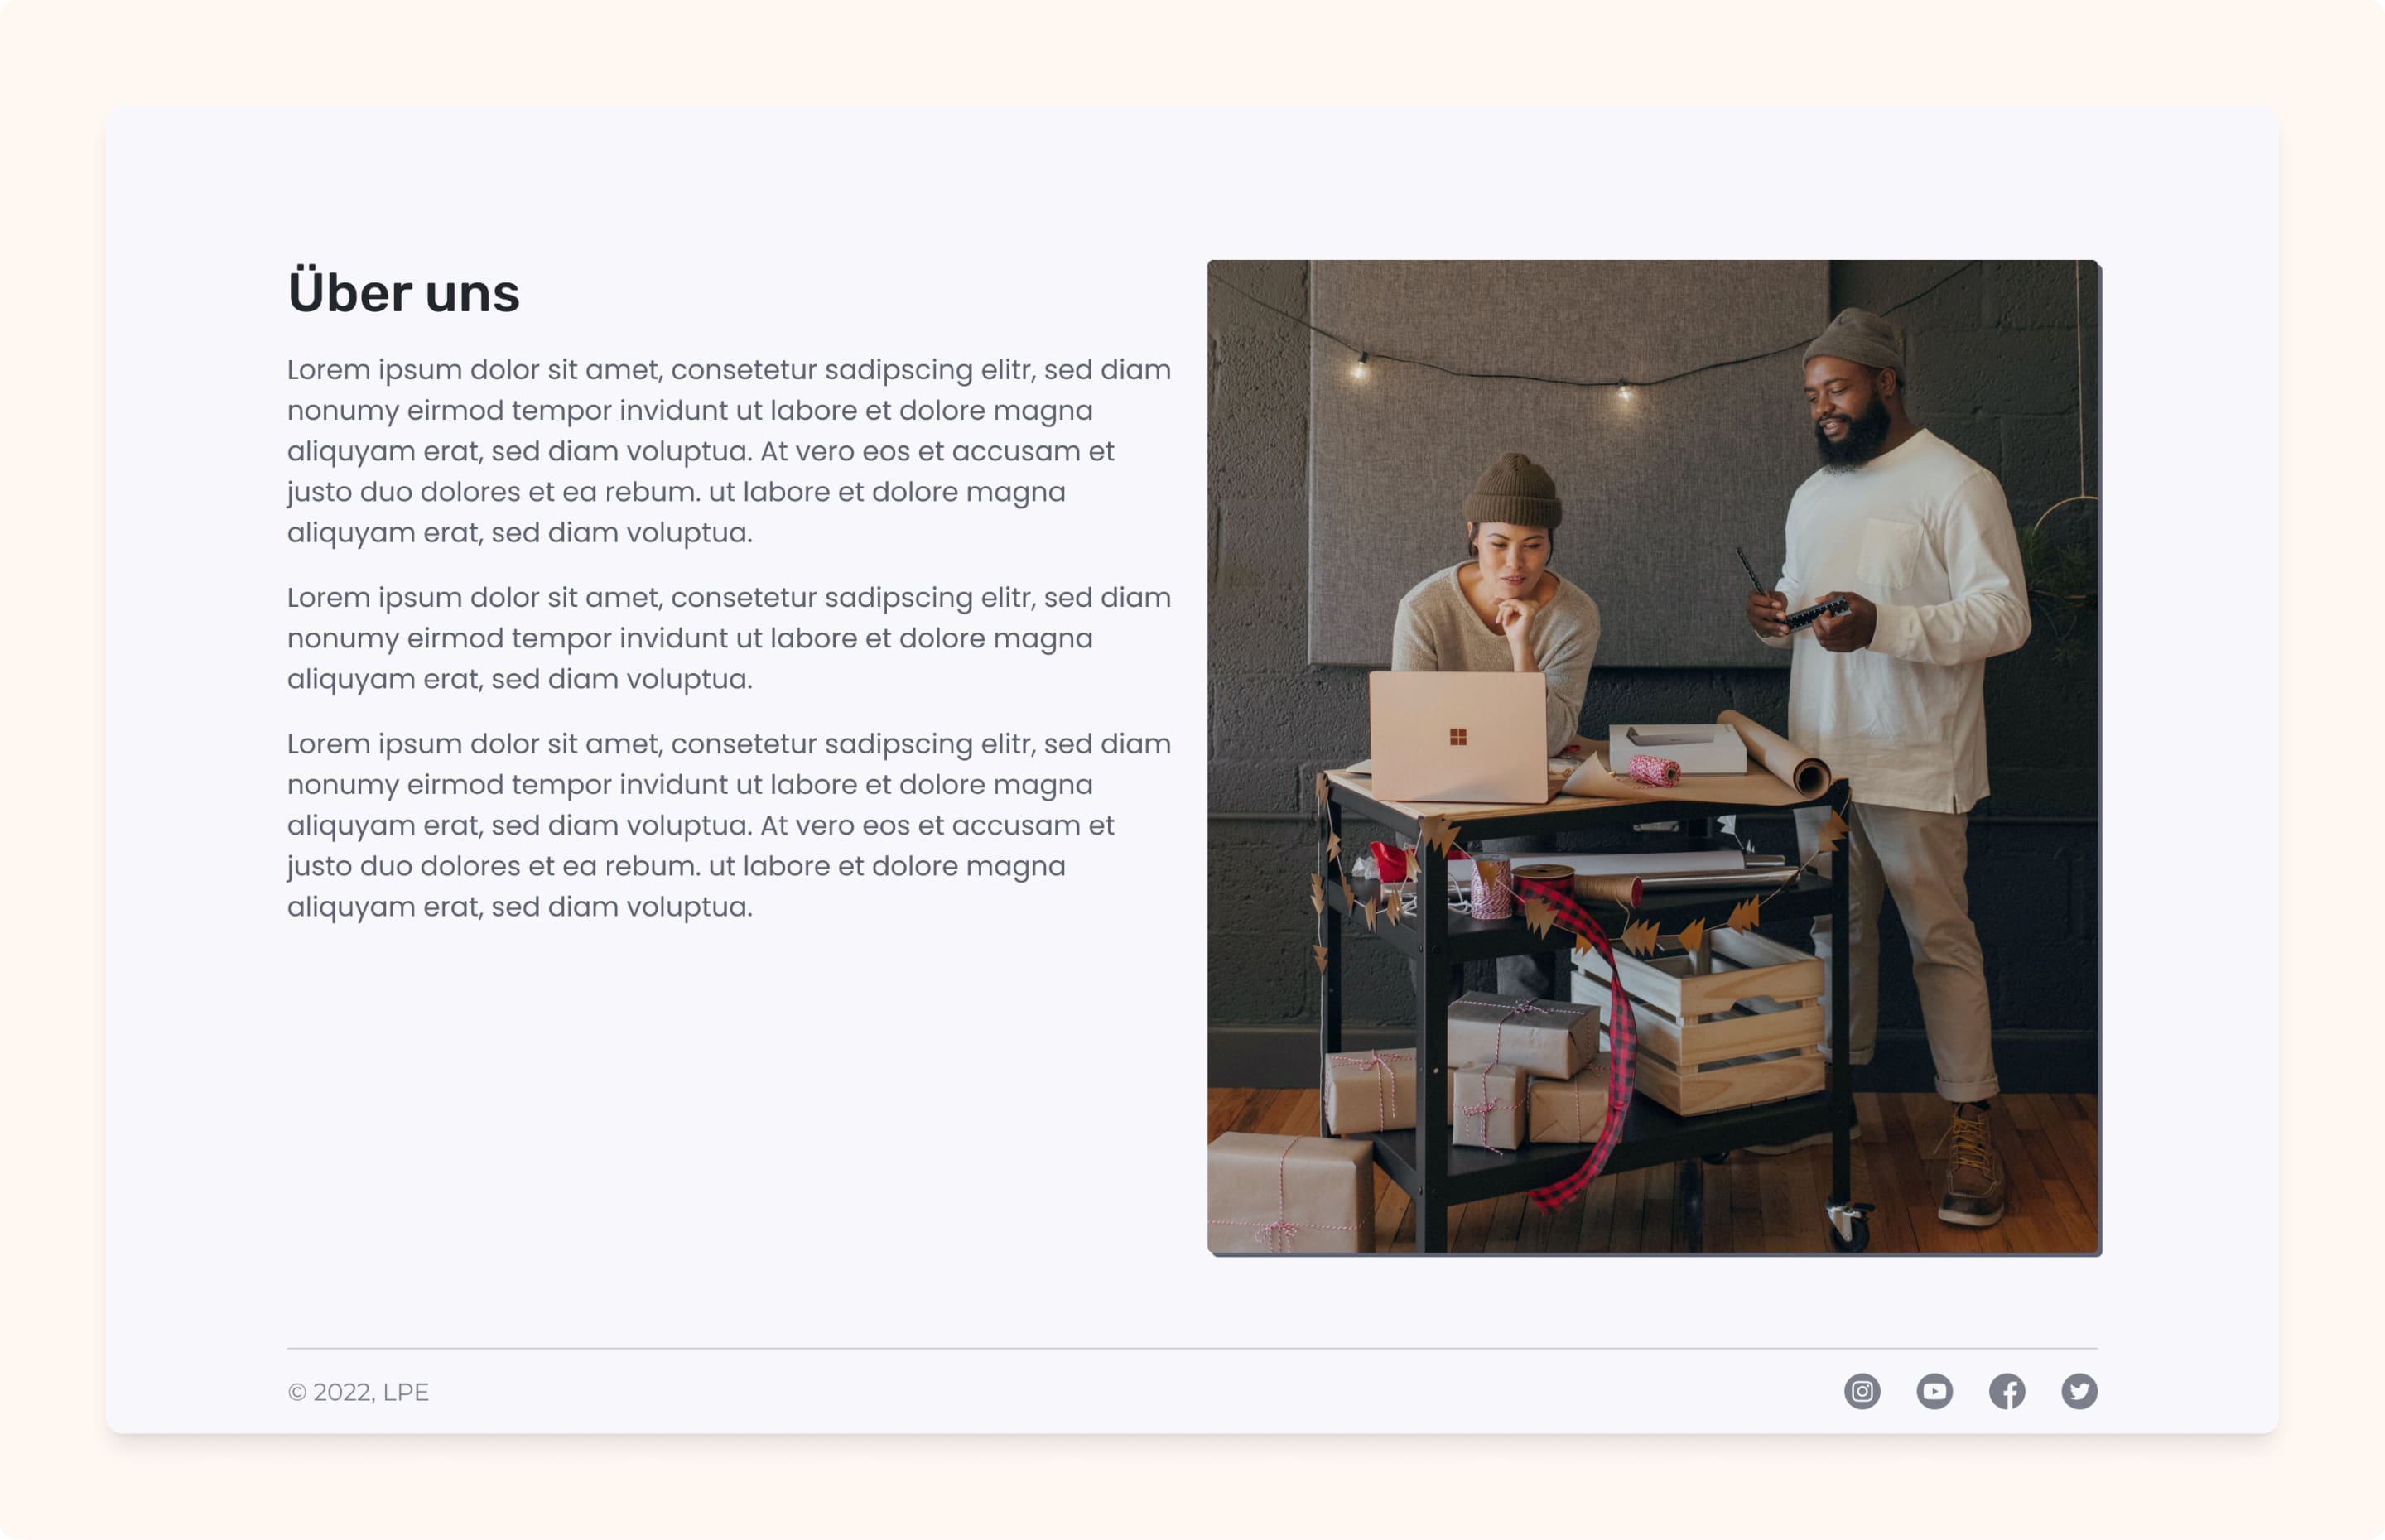 Über uns
Lorem ipsum dolor sit amet, consetetur sadipscing elitr, sed diam
nonumy eirmod tempor invidunt ut labore et dolore magna
aliquyam erat, sed diam voluptua. At vero eos et accusam et
justo duo dolores et ea rebum. ut labore et dolore magna
aliquyam erat, sed diam voluptua.
Lorem ipsum dolor sit amet, consetetur sadipscing elitr, sed diam
nonumy eirmod tempor invidunt ut labore et dolore magna
aliquyam erat, sed diam voluptua.
Lorem ipsum dolor sit amet, consetetur sadipscing elitr, sed diam
nonumy eirmod tempor invidunt ut labore et dolore magna
aliquyam erat, sed diam voluptua. At vero eos et accusam et
justo duo dolores et ea rebum. ut labore et dolore magna
aliquyam erat, sed diam voluptua.
© 2022, LPE